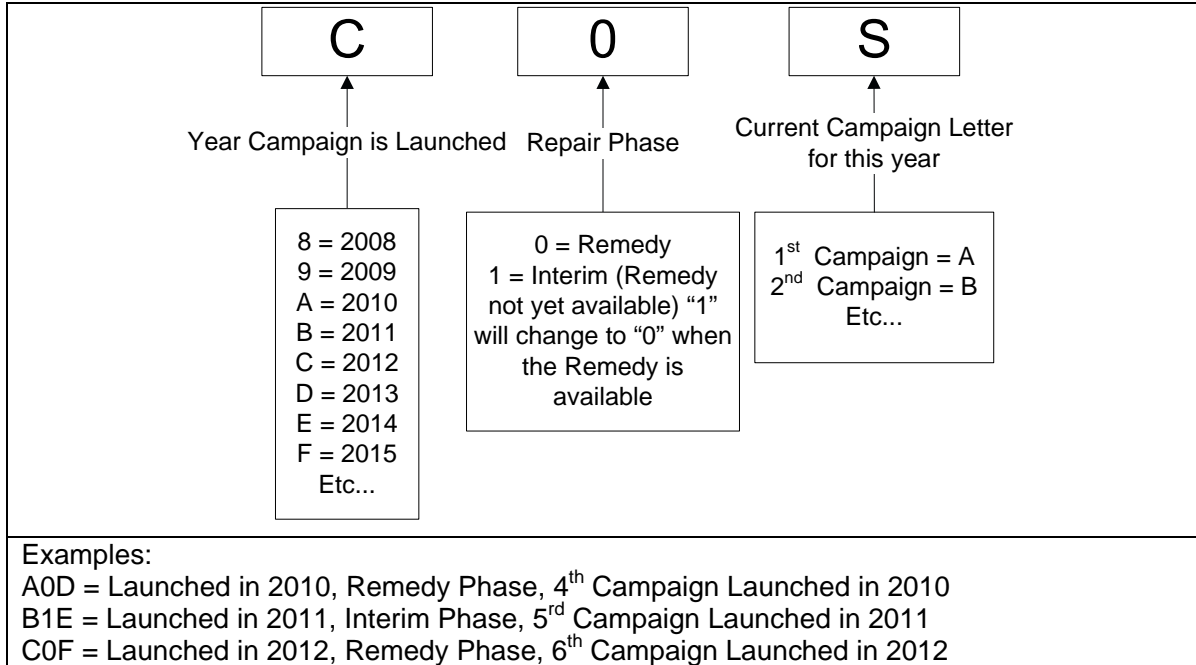 C 0 S
Year Campaign is Launched
Repair Phase
Current Campaign Letter
for this year
8 = 2008
9 = 2009
A = 2010
B = 2011
C = 2012
D = 2013
E = 2014
F = 2015
Etc...
0 = Remedy
1 = Interim (Remedy
not yet available) “1”
will change to “0” when
the Remedy is
available
1st Campaign = A
2nd Campaign = B
Etc...
Examples:
A0D = Launched in 2010, Remedy Phase, 4th Campaign Launched in 2010
B1E = Launched in 2011, Interim Phase, 5rd Campaign Launched in 2011
C0F = Launched in 2012, Remedy Phase, 6th Campaign Launched in 2012